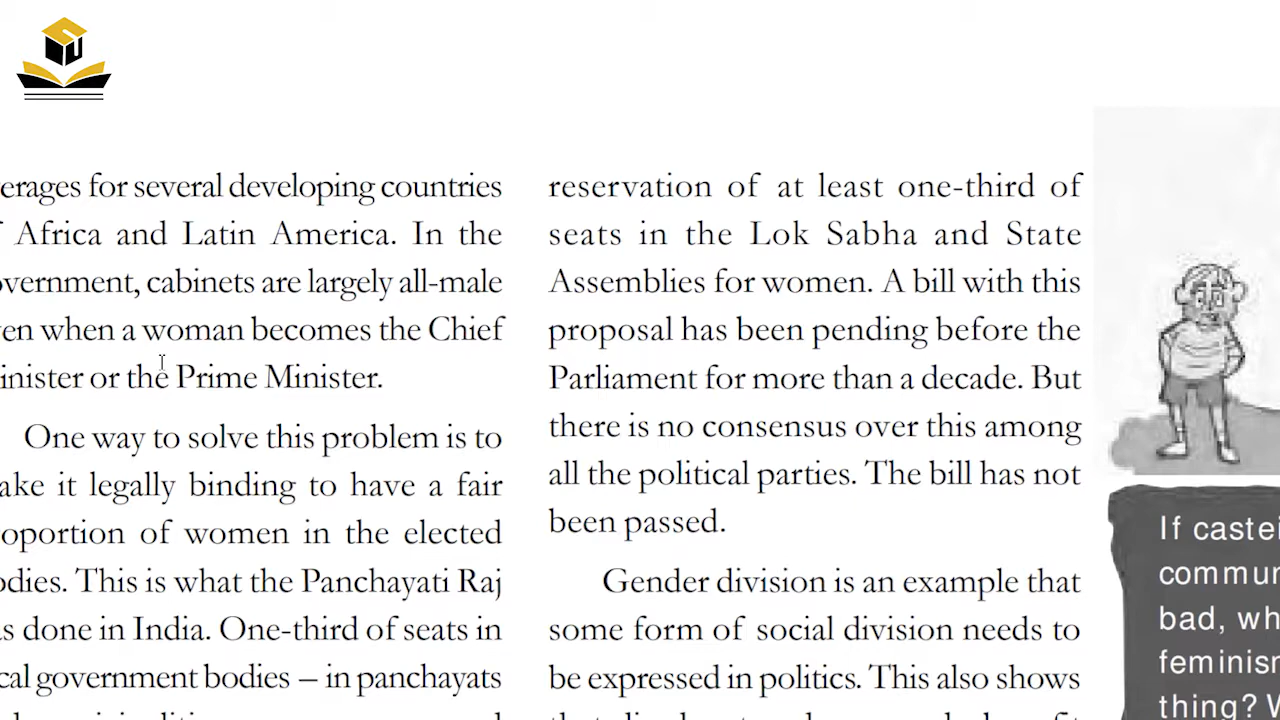 erages for several developing countries
Africa and Latin America. In the
overnment, cabinets are largely all-male
en when a woman becomes the Chief
inister or the Prime Minister.
One way to solve this problem is to
ake it legally binding to have a fair
oportion of women in the elected
odies. This is what the Panchayati Raj
s done in India. One-third of seats in
cal government bodies – in panchayats
reservation of at least one-third of
seats in the Lok Sabha and State
Assemblies for women. A bill with this
proposal has been pending before the
Parliament for more than a decade. But
there is no consensus over this among
all the political parties. The bill has not
been passed.
Gender division is an example that
some form of social division needs to
be expressed in politics. This also shows
If castei
commun
bad, wh
feminism
thing? W